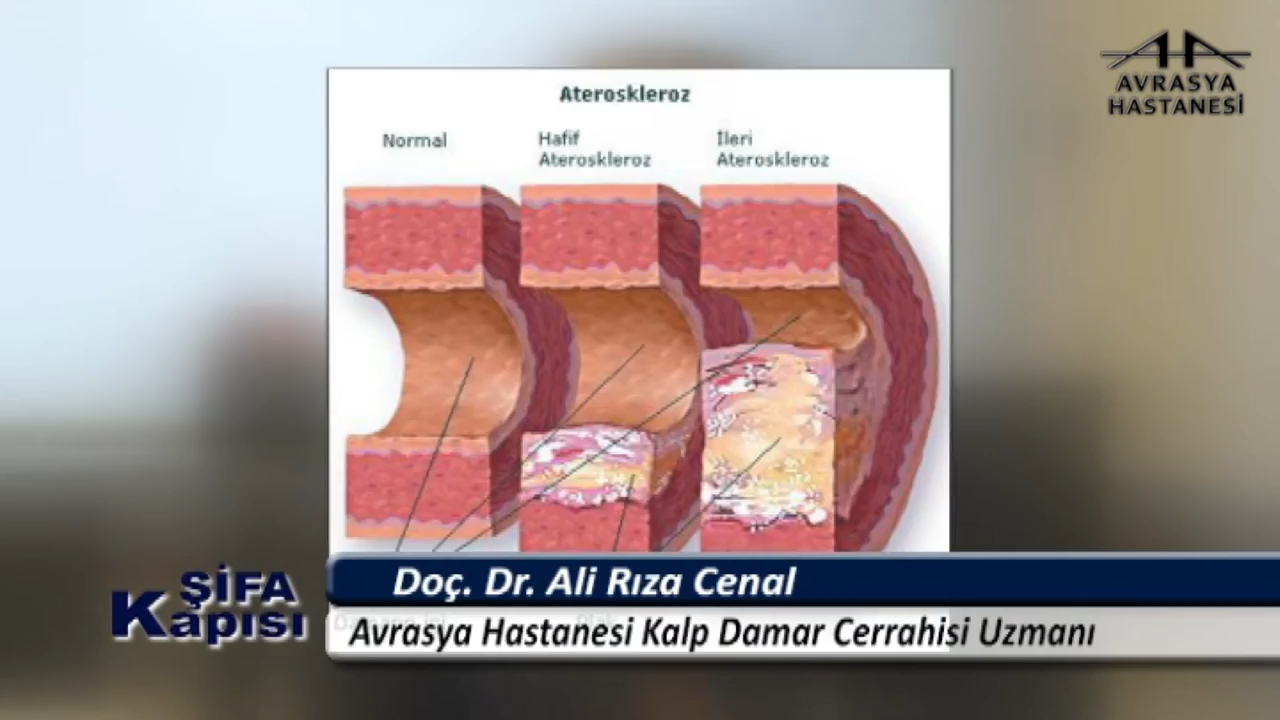 AVRASYA
HASTANESİ
Ateroskleroz
Normal
Hafif
Ateroskleroz
İleri
Ateroskleroz
ŞİFA
Kapısı
Doç. Dr. Ali Rıza Cenal
Avrasya Hastanesi Kalp Damar Cerrahisi Uzmanı